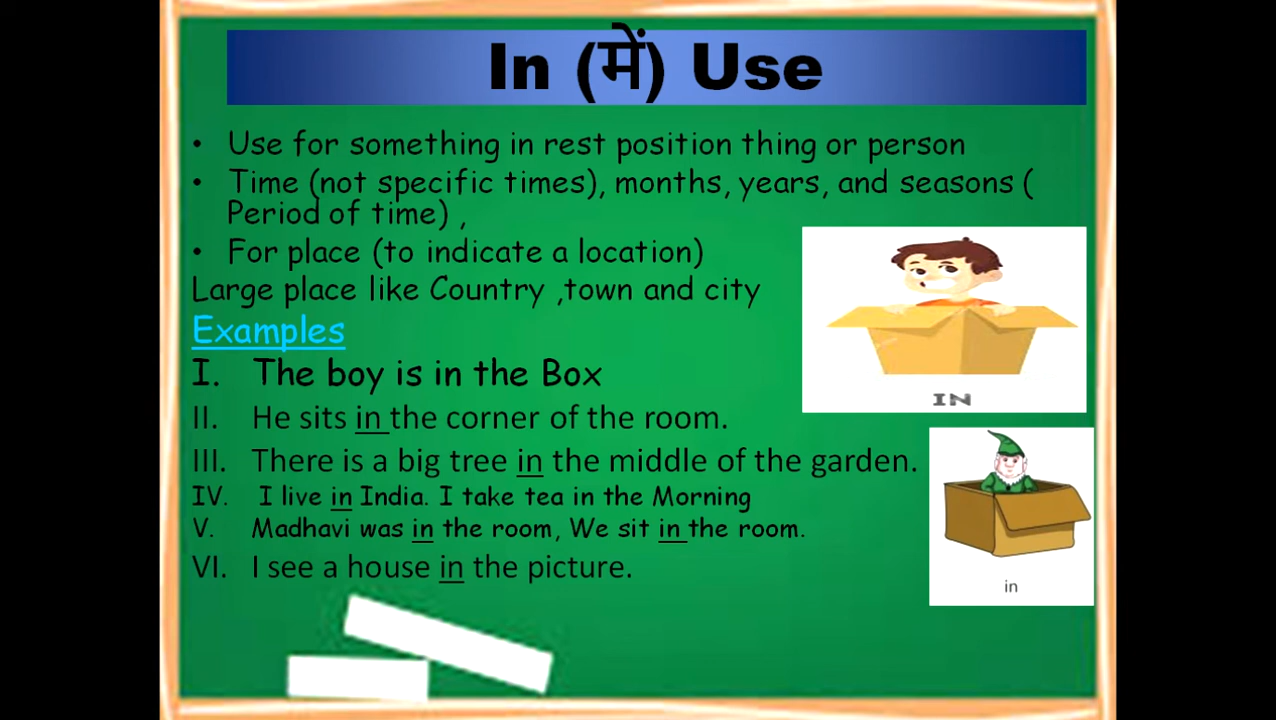 In (में) Use
• Use for something in rest position thing or person
• Time (not specific times), months, years, and seasons (
Period of time) ,
• For place (to indicate a location)
Large place like Country ,town and city
Examples
I. The boy is in the Box
II. He sits in the corner of the room.
III. There is a big tree in the middle of the garden.
IV. I live in India. I take tea in the Morning
V. Madhavi was in the room, We sit in the room.
VI. I see a house in the picture.
IN
in